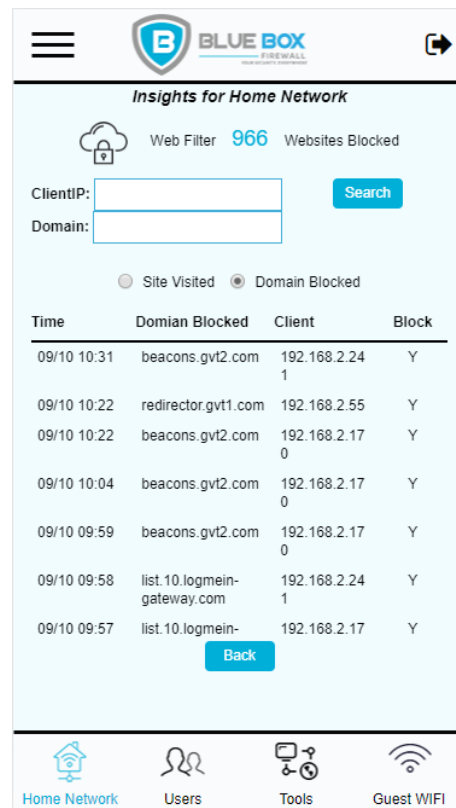 B BLUE BOX
FIREWALL
Insights for Home Network
Web Filter 966 Websites Blocked
ClientIP:
Search
Domain:
Site Visited Domain Blocked
Time Domian Blocked Client Block
09/10 10:31 beacons.gvt2.com 192.168.2.24 Y
1
09/10 10:22 redirector.gvt1.com 192.168.2.55 Y
09/10 10:22 beacons.gvt2.com 192.168.2.17 Y
0
09/10 10:04 beacons.gvt2.com 192.168.2.17 Y
0
09/10 09:59 beacons.gvt2.com 192.168.2.17 Y
0
09/10 09:58 list.10.logmein- 192.168.2.24 Y
gateway.com 1
09/10 09:57 list.10.logmein- 192.168.2.17 Y
Back
Home Network Users Tools Guest WIFI